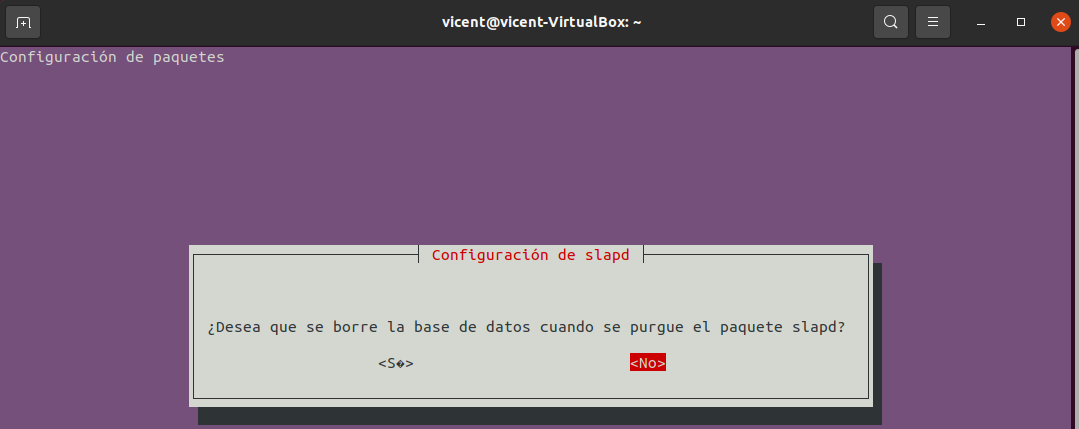 vicent@vicent-VirtualBox: ~
Configuración de paquetes
Configuración de slapd
¿Desea que se borre la base de datos cuando se purgue el paquete slapd?
<S�> <No>